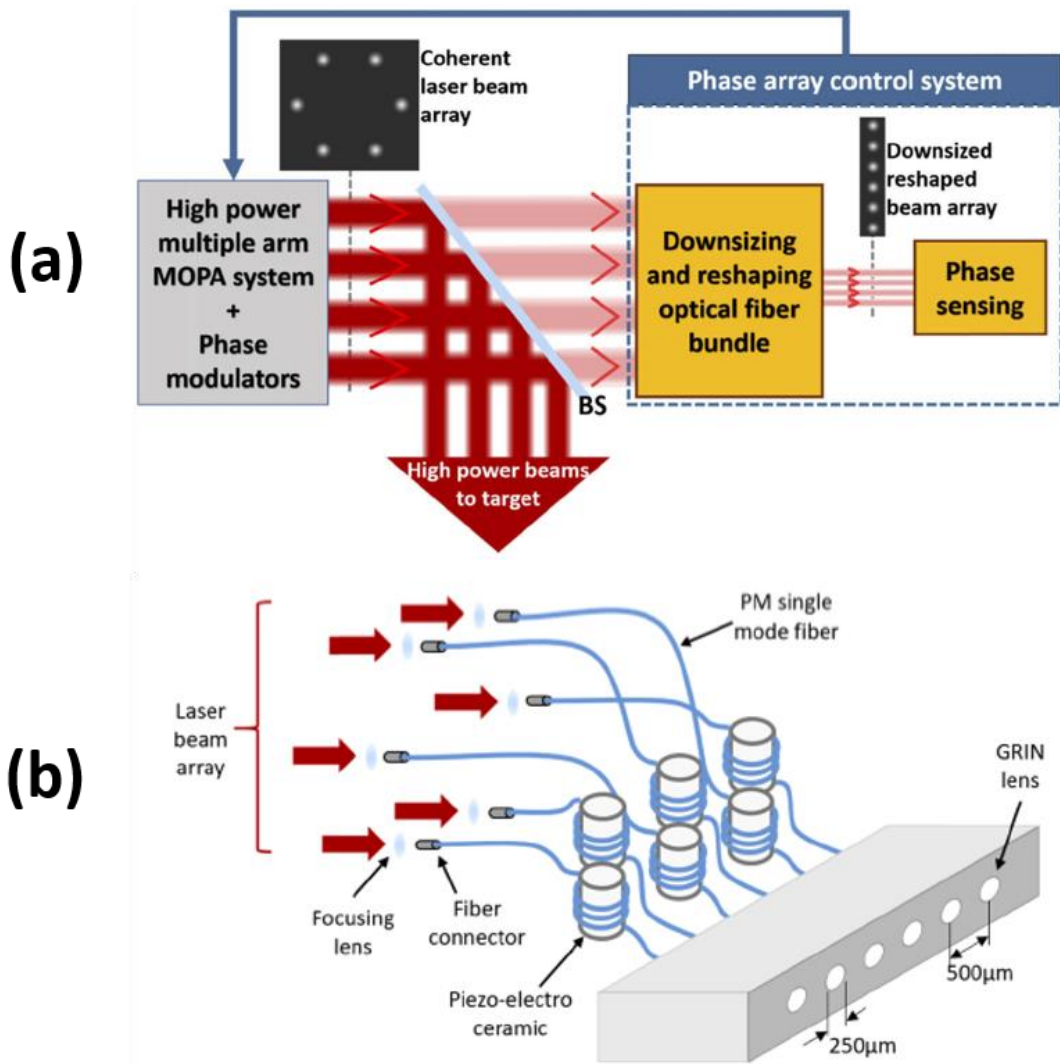 (a)
Coherent
laser beam
array
Phase array control system
High power
multiple arm
MOPA system
+
Phase
modulators
Downsizing
and reshaping
optical fiber
bundle
Downsized
reshaped
beam array
Phase
sensing
BS
High power beams
to target
(b)
PM single
mode fiber
Laser
beam
array
GRIN
lens
Focusing
lens
Fiber
connector
Piezo-electro
ceramic
500μm
250μm